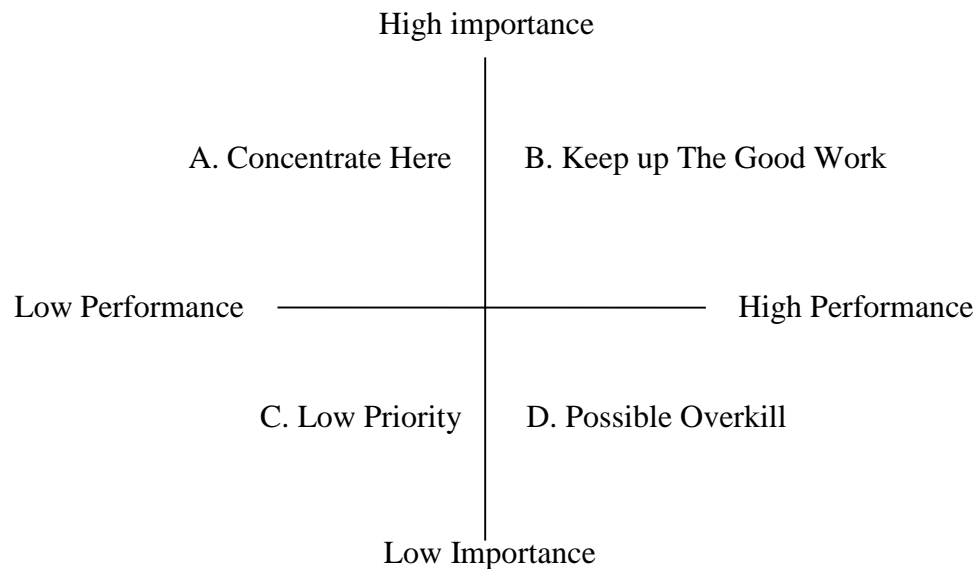 High importance
A. Concentrate Here
B. Keep up The Good Work
Low Performance
High Performance
C. Low Priority
D. Possible Overkill
Low Importance